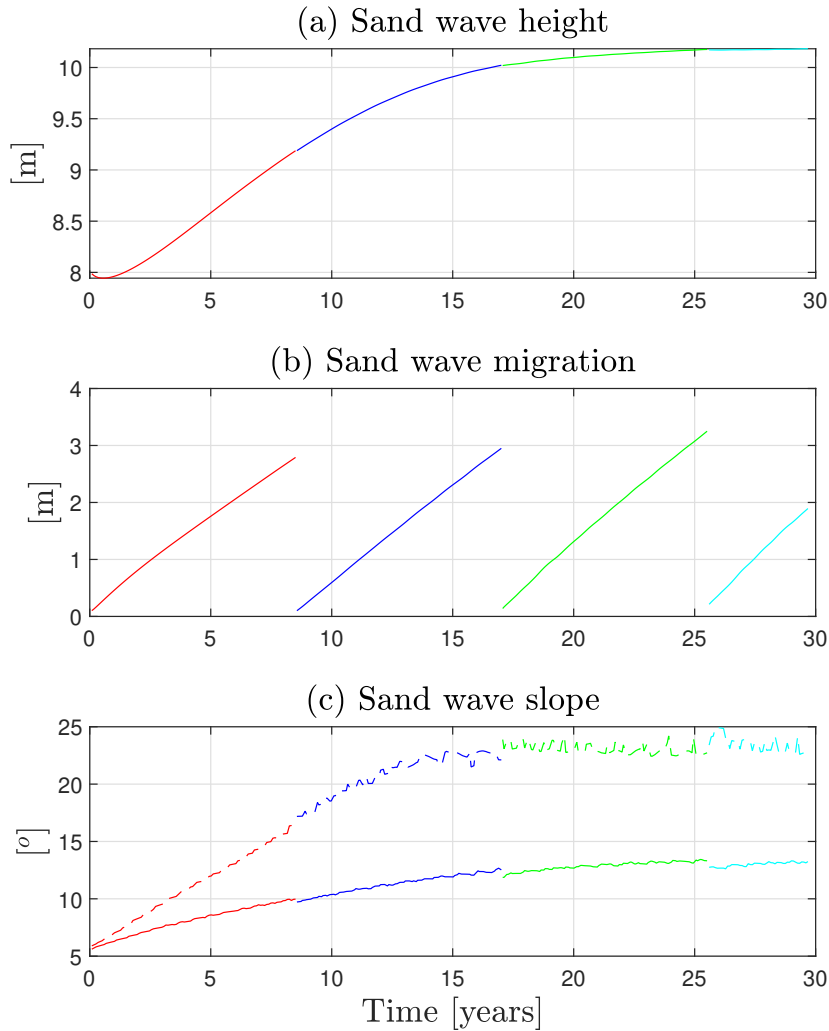 (a) Sand wave height
10
9.5
9
8.5
8
[m]
0 5 10 15 20 25 30
(b) Sand wave migration
4
3
2
1
0
[m]
0 5 10 15 20 25 30
(c) Sand wave slope
25
20
15
10
5
[º]
0 5 10 15 20 25 30
Time [years]